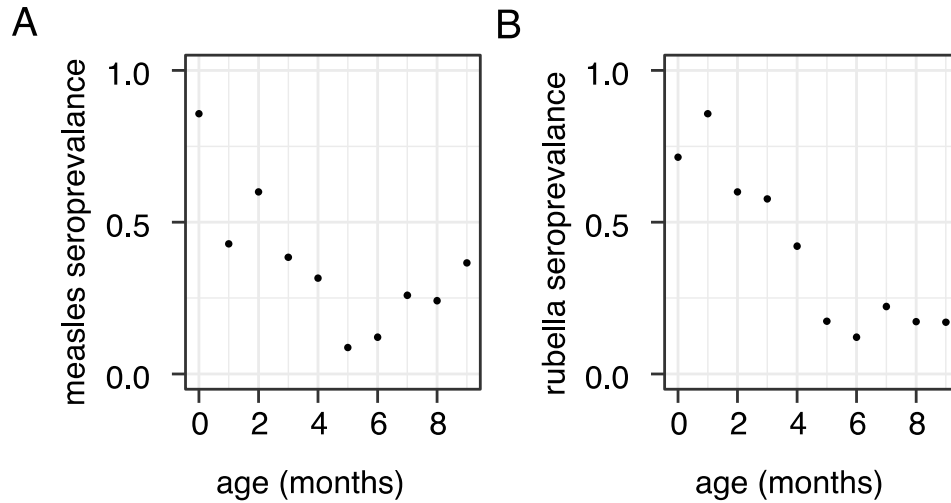 A
measles seroprevalance
1.0
0.5
0.0
0 2 4 6 8
age (months)
B
rubella seroprevalance
1.0
0.5
0.0
0 2 4 6 8
age (months)